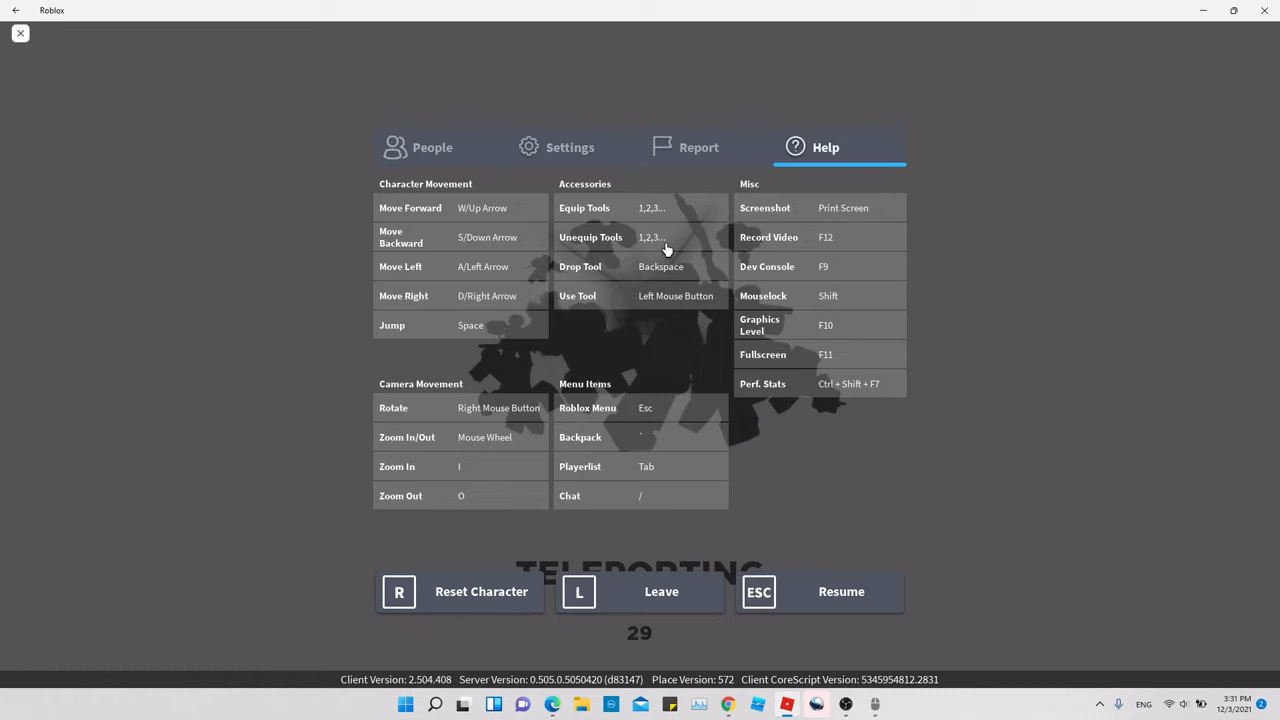 Roblox
People
Settings
Report
Help
Character Movement
Move Forward W/Up Arrow
Move Backward S/Down Arrow
Move Left A/Left Arrow
Move Right D/Right Arrow
Jump Space
Accessories
Equip Tools 1,2,3...
Unequip Tools 1,2,3...
Drop Tool Backspace
Use Tool Left Mouse Button
Misc
Screenshot Print Screen
Record Video F12
Dev Console F9
Mouselock Shift
Graphics Level F10
Fullscreen F11
Perf. Stats Ctrl + Shift + F7
Camera Movement
Rotate Right Mouse Button
Zoom In/Out Mouse Wheel
Zoom In I
Zoom Out O
Menu Items
Roblox Menu Esc
Backpack `
Playerlist Tab
Chat /
TELEPORTING
R Reset Character
L Leave
ESC Resume
29
Client Version: 2.504.408 Server Version: 0.505.0.5050420 (d83147) Place Version: 572 Client CoreScript Version: 5345954812.2831
ENG
3:31 PM
12/3/2021